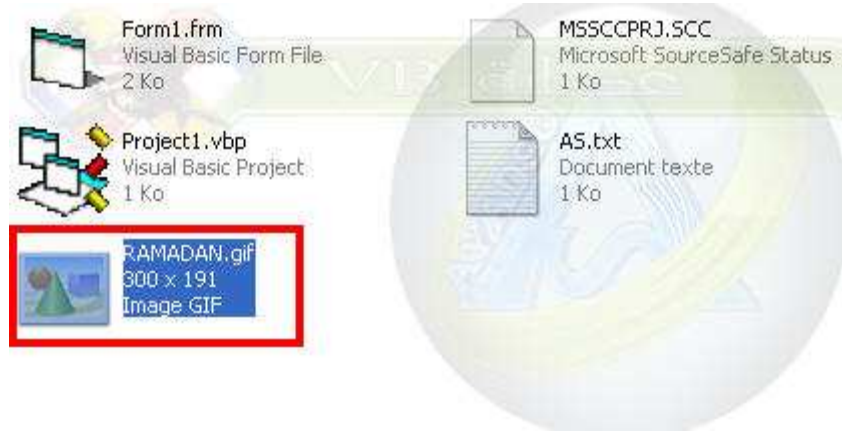 Form1.frm
Visual Basic Form File
2 Ko
MSSCCPRJ.SCC
Microsoft SourceSafe Status
1 Ko
Project1.vbp
Visual Basic Project
1 Ko
AS.txt
Document texte
1 Ko
RAMADAN.gif
300 x 191
Image GIF